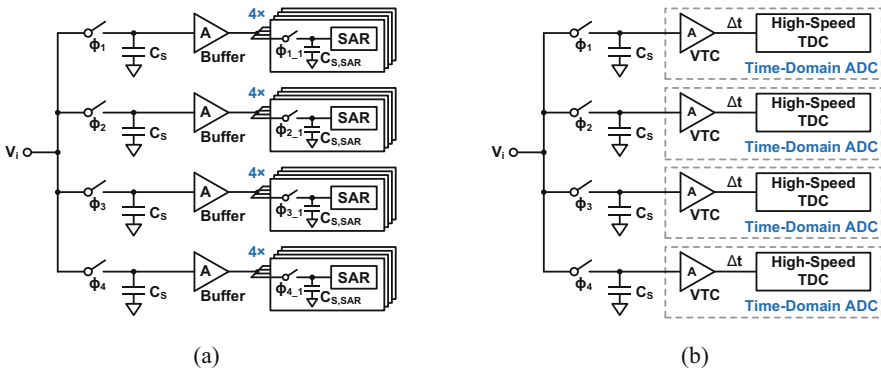 4×
SAR
A
ϕ1
CS
Buffer
ϕ1_1
CS,SAR
4×
SAR
A
ϕ2
CS
Buffer
ϕ2_1
CS,SAR
Vi
4×
SAR
A
ϕ3
CS
Buffer
ϕ3_1
CS,SAR
4×
SAR
A
ϕ4
CS
Buffer
ϕ4_1
CS,SAR
(a)
A
Δt
High-Speed
TDC
ϕ1
CS
VTC
Time-Domain ADC
A
Δt
High-Speed
TDC
ϕ2
CS
VTC
Time-Domain ADC
Vi
A
Δt
High-Speed
TDC
ϕ3
CS
VTC
Time-Domain ADC
A
Δt
High-Speed
TDC
ϕ4
CS
VTC
Time-Domain ADC
(b)